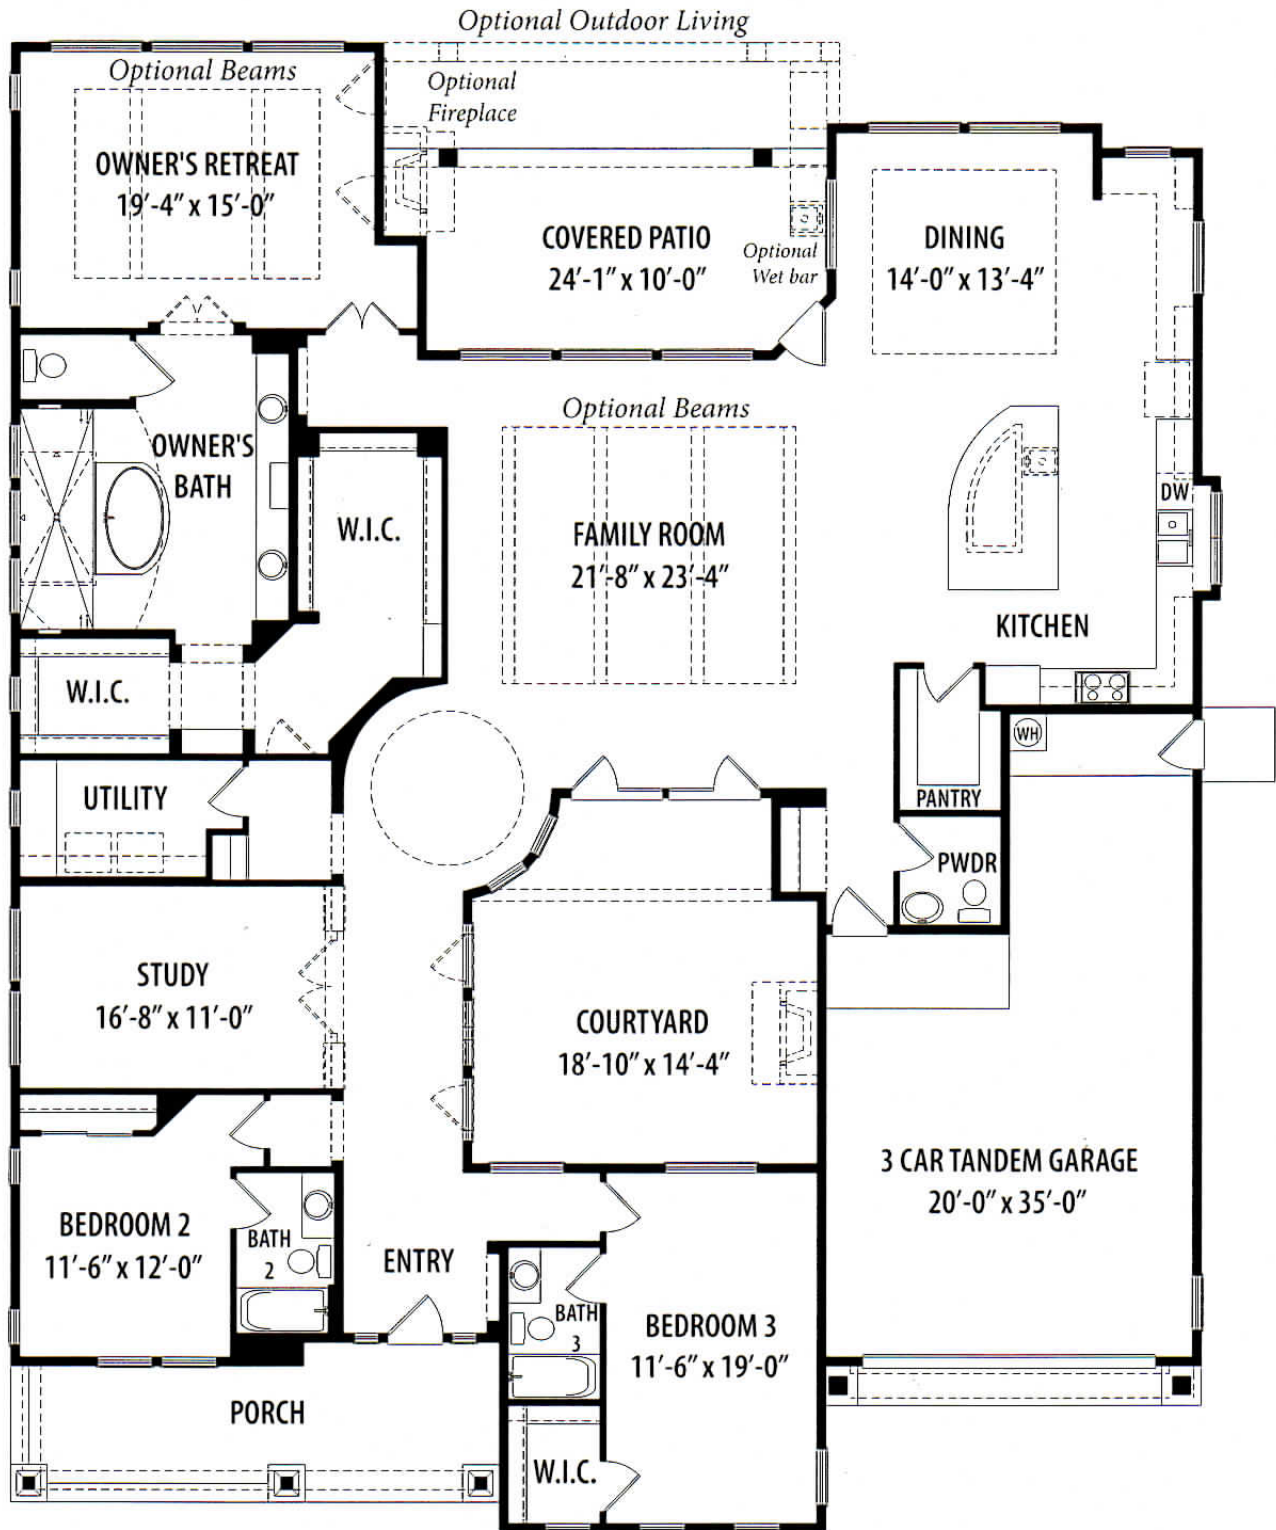 Optional Outdoor Living
Optional Beams
Optional
Fireplace
OWNER'S RETREAT
19'-4" x 15'-0"
COVERED PATIO
24'-1" x 10'-0"
Optional
Wet bar
DINING
14'-0" x 13'-4"
Optional Beams
OWNER'S
BATH
W.I.C.
FAMILY ROOM
21'-8" x 23'-4"
DW
KITCHEN
W.I.C.
WH
UTILITY
PANTRY
PWDR
STUDY
16'-8" x 11'-0"
COURTYARD
18'-10" x 14'-4"
3 CAR TANDEM GARAGE
20'-0" x 35'-0"
BEDROOM 2
11'-6" x 12'-0"
BATH
2
ENTRY
BATH
3
BEDROOM 3
11'-6" x 19'-0"
PORCH
W.I.C.